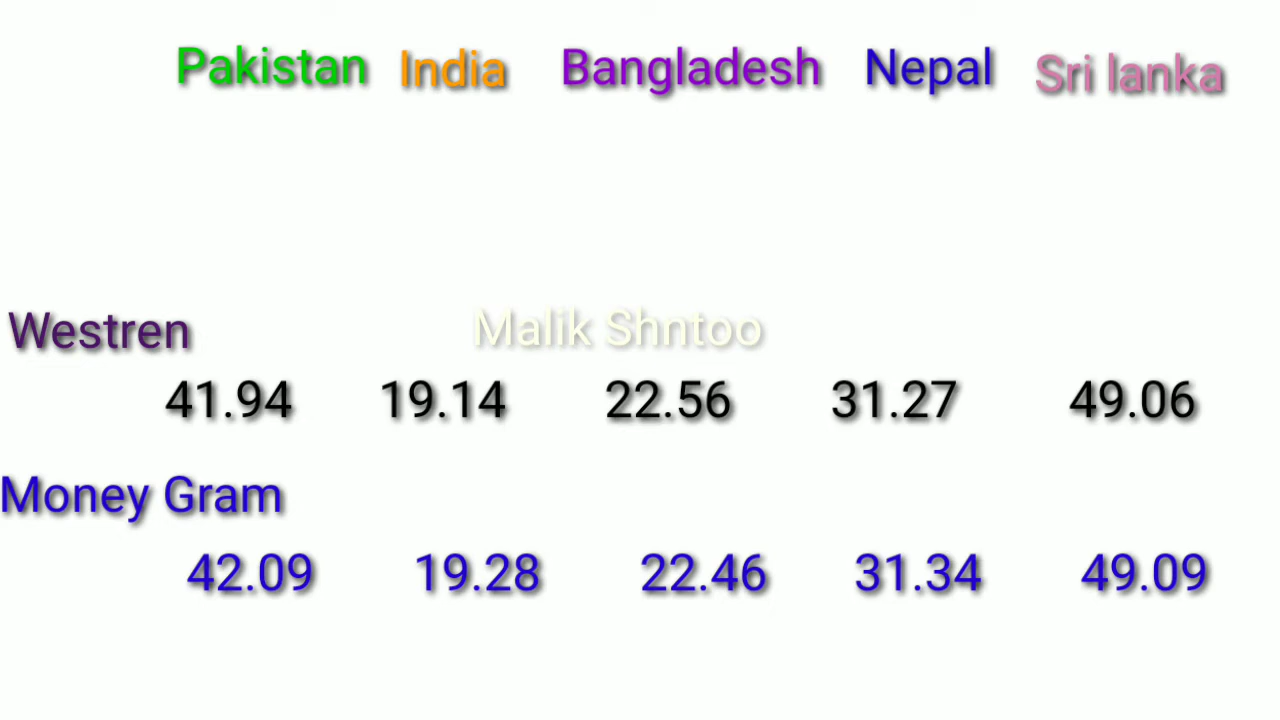 Pakistan India Bangladesh Nepal Sri lanka
Westren Malik Shntoo
41.94 19.14 22.56 31.27 49.06
Money Gram
42.09 19.28 22.46 31.34 49.09